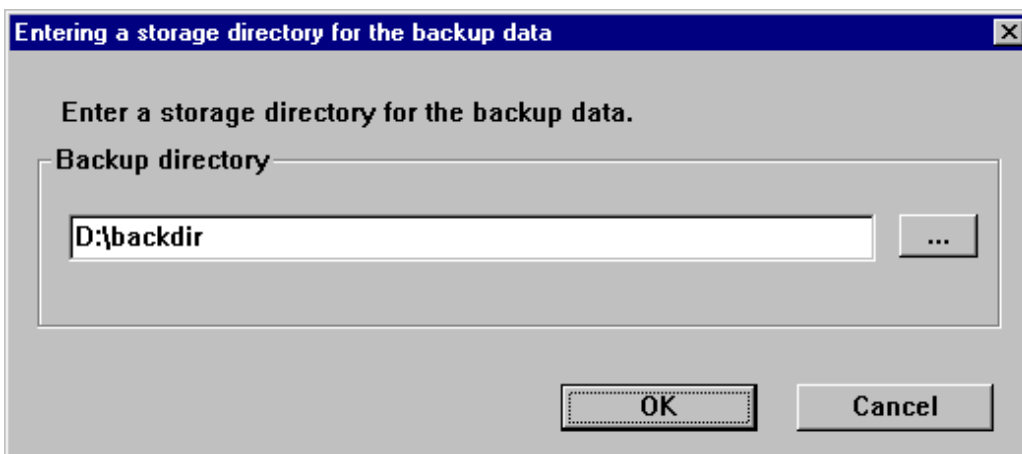 Entering a storage directory for the backup data
Enter a storage directory for the backup data.
Backup directory
D:\backdir
...
OK
Cancel